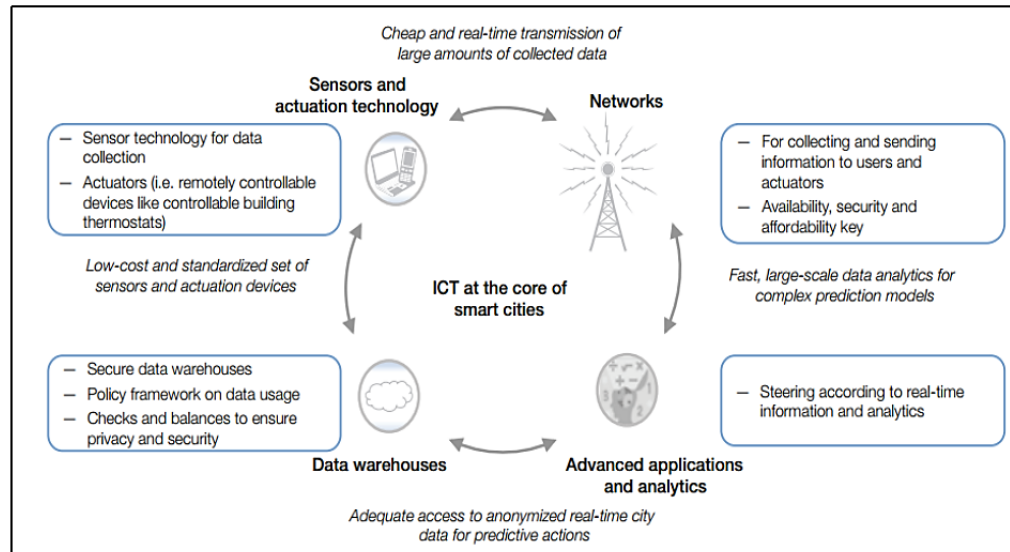 Cheap and real-time transmission of
large amounts of collected data
Sensors and
actuation technology
Networks
— Sensor technology for data
collection
— Actuators (i.e. remotely controllable
devices like controllable building
thermostats)
— For collecting and sending
information to users and
actuators
— Availability, security and
affordability key
Low-cost and standardized set of
sensors and actuation devices
ICT at the core of
smart cities
Fast, large-scale data analytics for
complex prediction models
— Secure data warehouses
— Policy framework on data usage
— Checks and balances to ensure
privacy and security
— Steering according to real-time
information and analytics
Data warehouses
Advanced applications
and analytics
Adequate access to anonymized real-time city
data for predictive actions